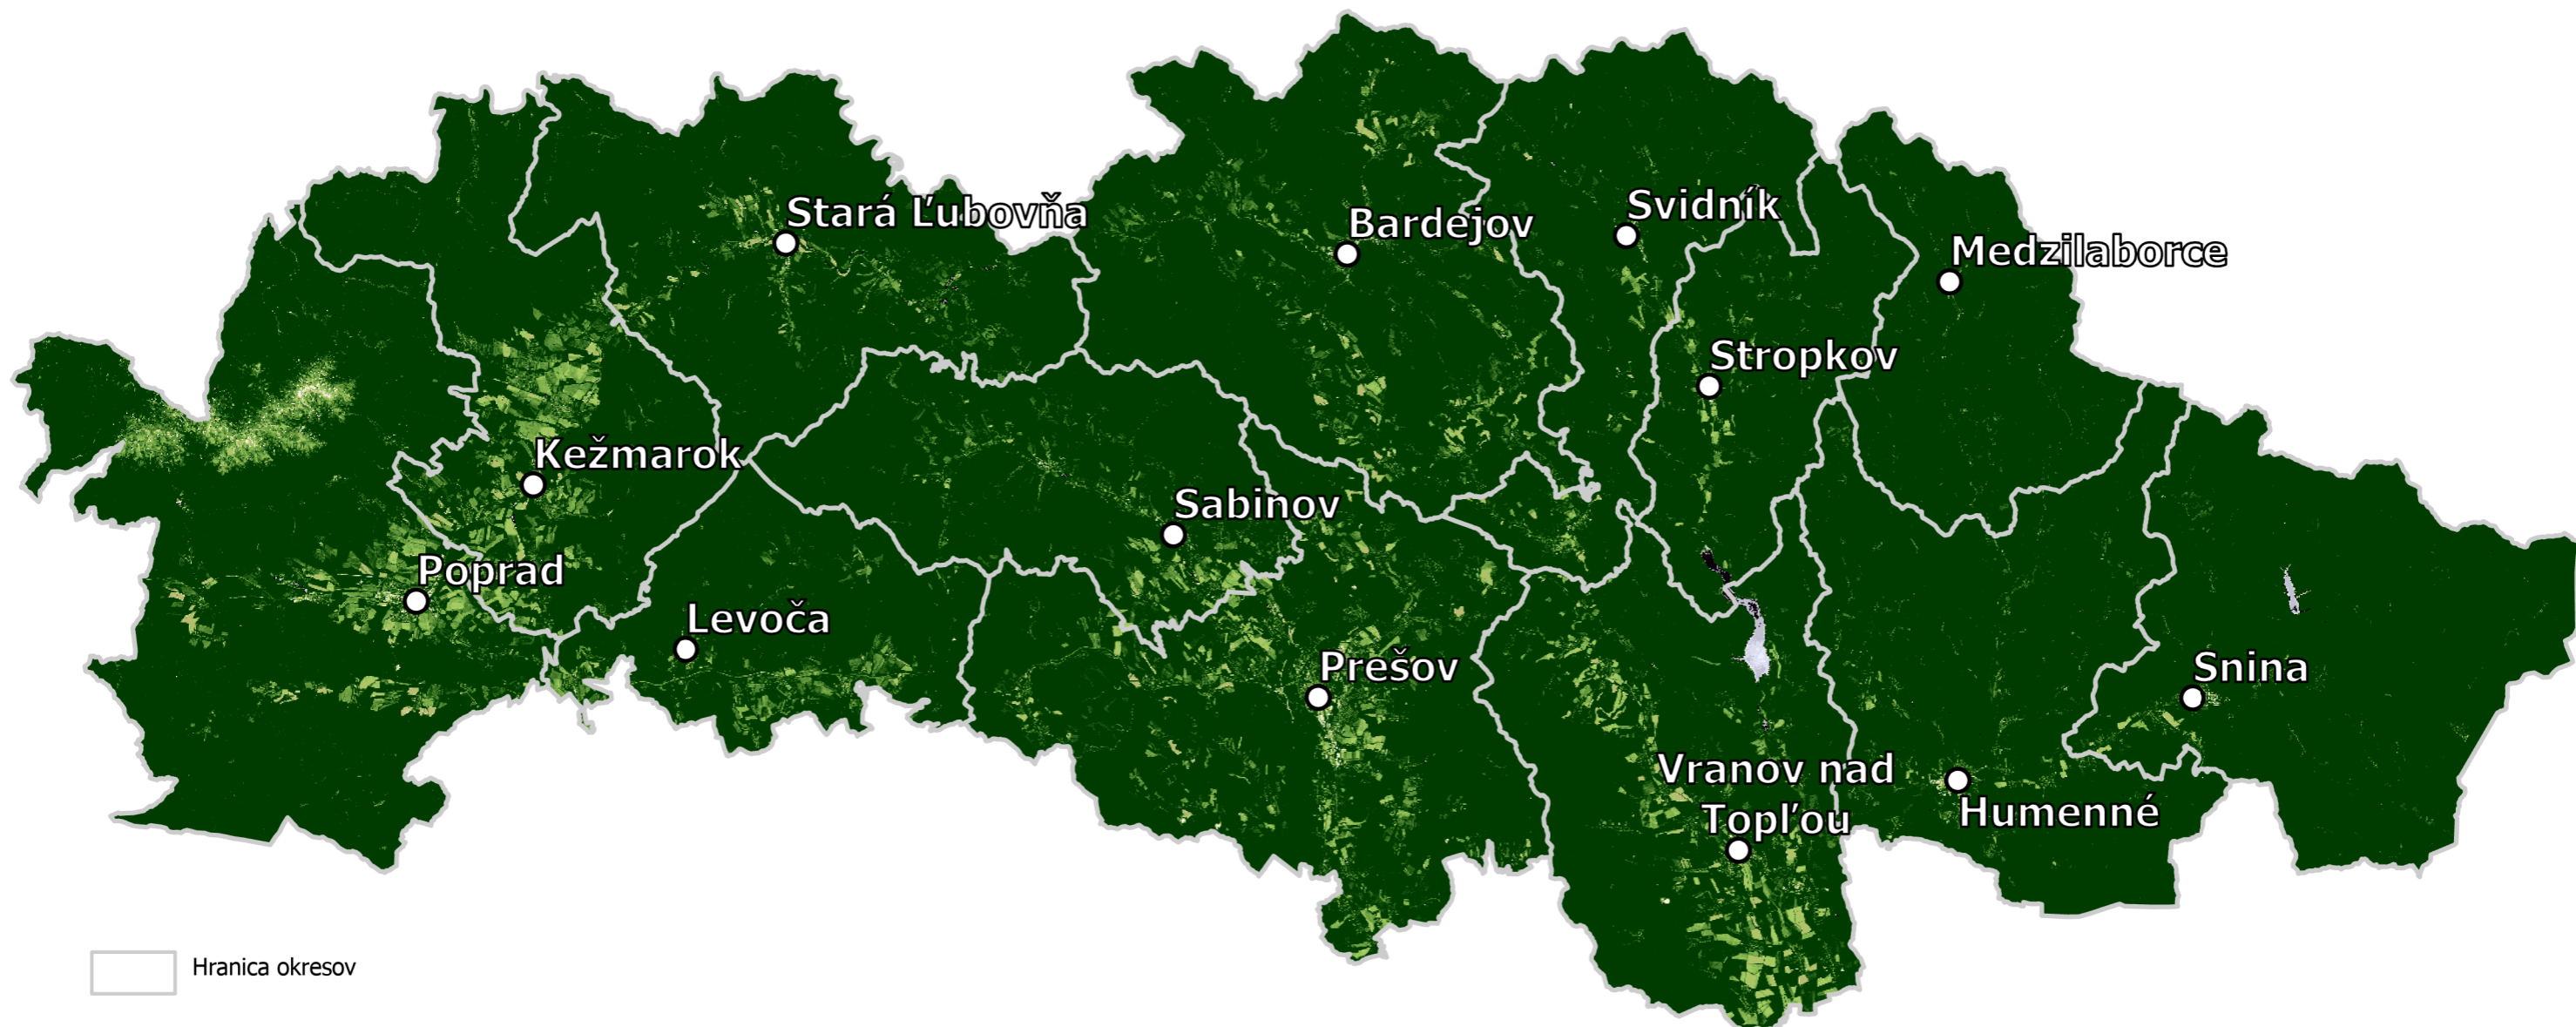 Stará Ľubovňa
Bardejov
Svidník
Medzilaborce
Stropkov
Kežmarok
Sabinov
Poprad
Levoča
Prešov
Snina
Vranov nad
Topľou
Humenné
Hranica okresov